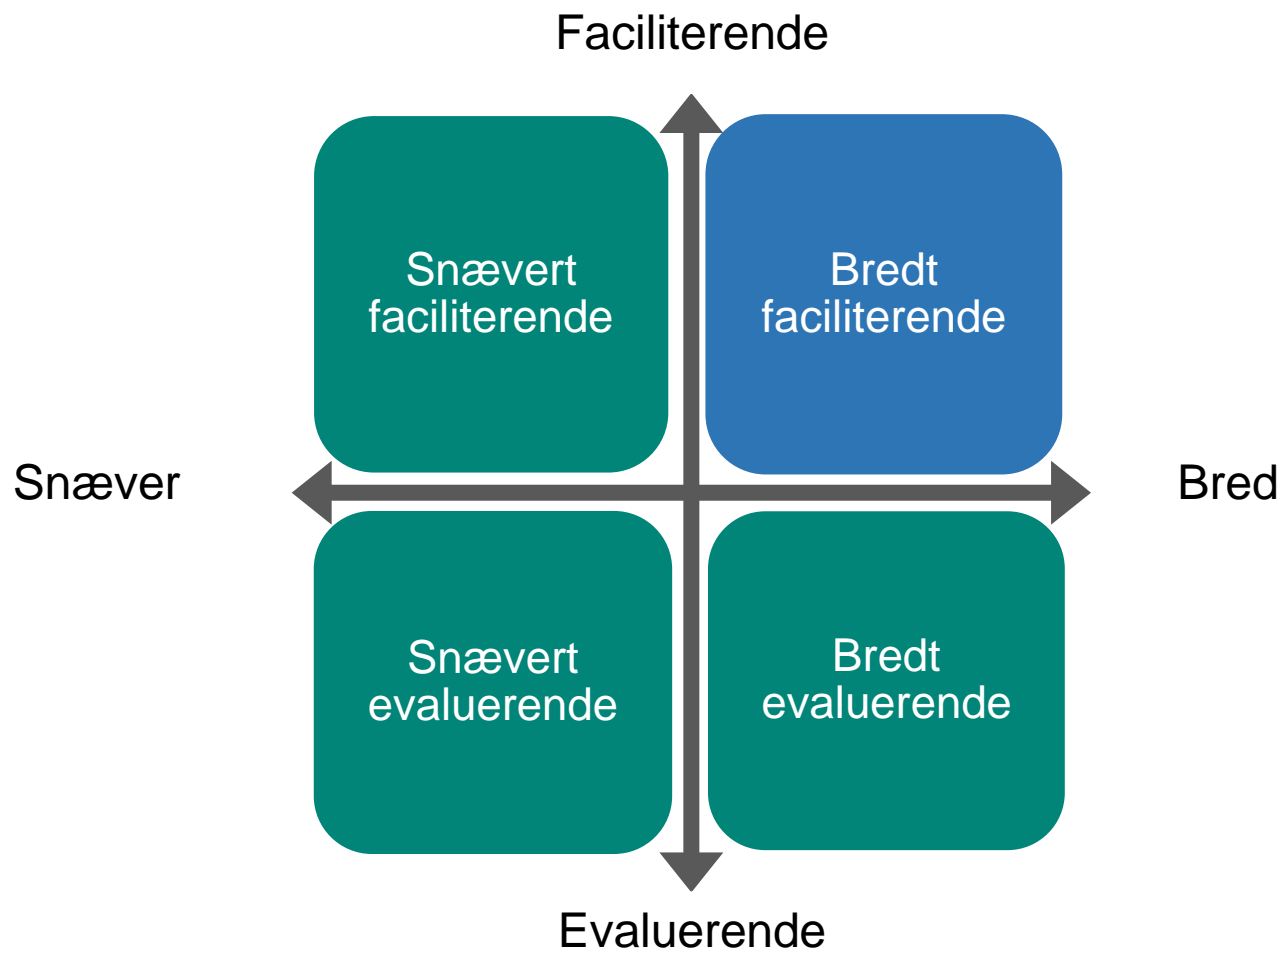 Faciliterende
Snævert
faciliterende
Bredt
faciliterende
Snæver
Bred
Snævert
evaluerende
Bredt
evaluerende
Evaluerende